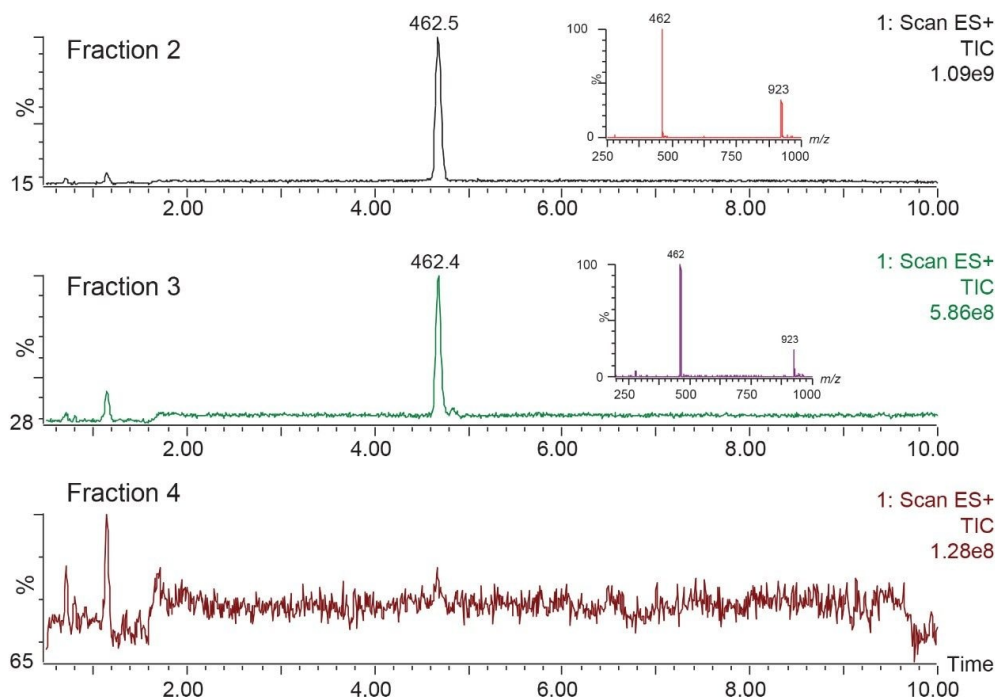 462.5
Fraction 2
1: Scan ES+
TIC
1.09e9
%
15
2.00 4.00 6.00 8.00 10.00
100
%
0
462
923
250 500 750 1000
m/z
462.4
Fraction 3
1: Scan ES+
TIC
5.86e8
%
28
2.00 4.00 6.00 8.00 10.00
100
%
0
462
923
250 500 750 1000
m/z
Fraction 4
1: Scan ES+
TIC
1.28e8
%
65
Time
2.00 4.00 6.00 8.00 10.00